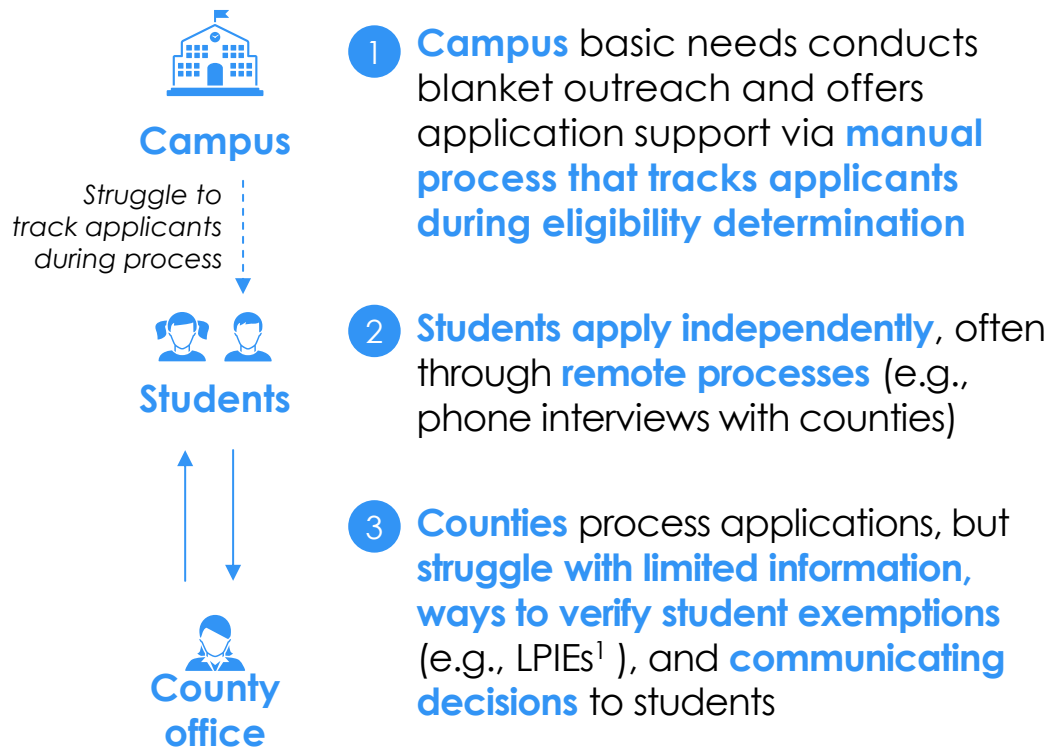 Campus
Struggle to
track applicants
during process
Students
County
office
1
Campus basic needs conducts
blanket outreach and offers
application support via manual
process that tracks applicants
during eligibility determination
2
Students apply independently, often
through remote processes (e.g.,
phone interviews with counties)
3
Counties process applications, but
struggle with limited information,
ways to verify student exemptions
(e.g., LPIEs¹ ), and communicating
decisions to students